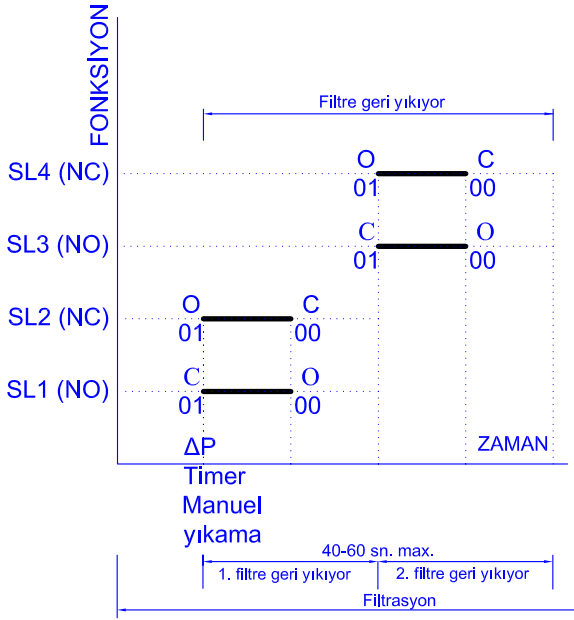 FONKSİYON
Filtre geri yıkıyor
SL4 (NC)
O C
01 00
SL3 (NO)
C O
01 00
SL2 (NC)
O C
01 00
SL1 (NO)
C O
01 00
ΔP
Timer
Manuel
yıkama
ZAMAN
40-60 sn. max.
1. filtre geri yıkıyor
2. filtre geri yıkıyor
Filtrasyon